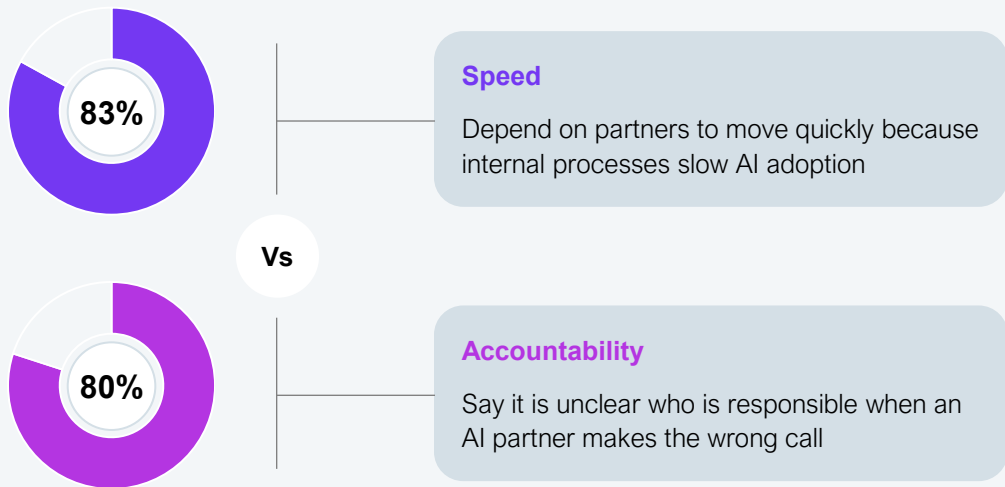 83%
Speed
Depend on partners to move quickly because
internal processes slow AI adoption
Vs
80%
Accountability
Say it is unclear who is responsible when an
AI partner makes the wrong call